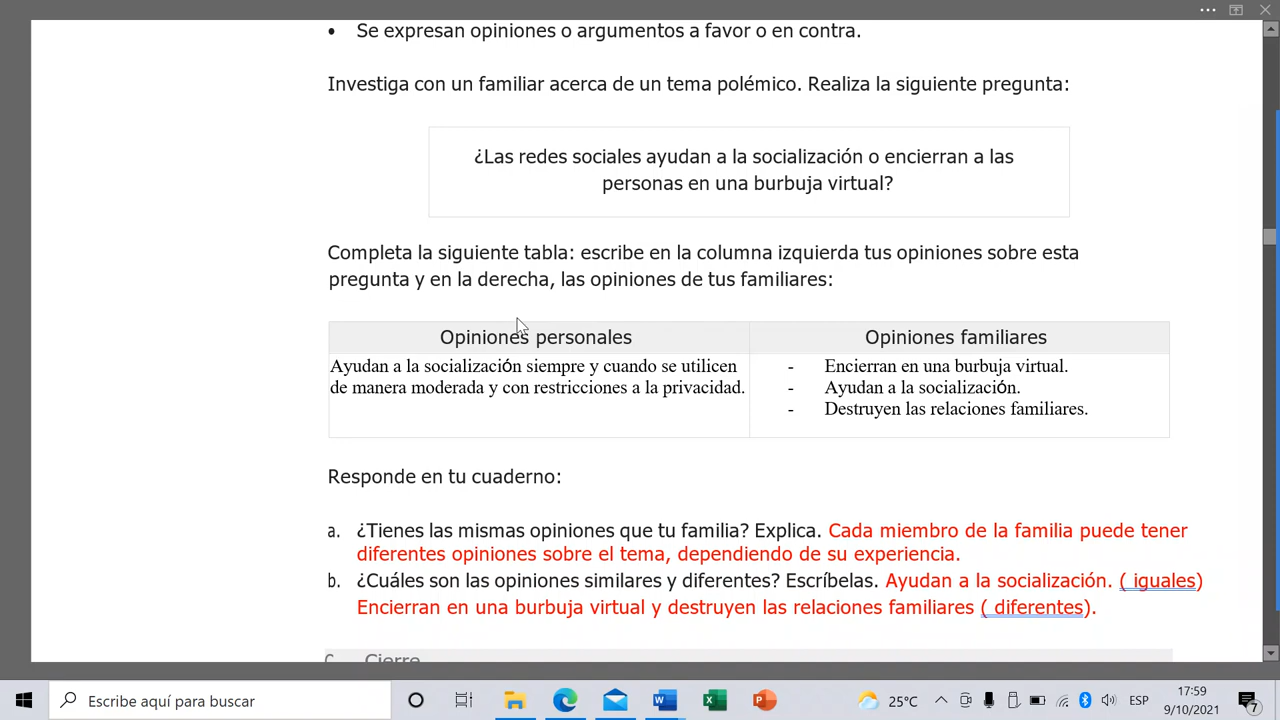 • Se expresan opiniones o argumentos a favor o en contra.
Investiga con un familiar acerca de un tema polémico. Realiza la siguiente pregunta:
¿Las redes sociales ayudan a la socialización o encierran a las
personas en una burbuja virtual?
Completa la siguiente tabla: escribe en la columna izquierda tus opiniones sobre esta
pregunta y en la derecha, las opiniones de tus familiares:
Opiniones personales
Ayudan a la socialización siempre y cuando se utilicen
de manera moderada y con restricciones a la privacidad.
Opiniones familiares
- Encierran en una burbuja virtual.
- Ayudan a la socialización.
- Destruyen las relaciones familiares.
Responde en tu cuaderno:
a. ¿Tienes las mismas opiniones que tu familia? Explica. Cada miembro de la familia puede tener
diferentes opiniones sobre el tema, dependiendo de su experiencia.
b. ¿Cuáles son las opiniones similares y diferentes? Escríbelas. Ayudan a la socialización. ( iguales)
Encierran en una burbuja virtual y destruyen las relaciones familiares ( diferentes).
C. Cierre
Escribe aquí para buscar
25°C
ESP
17:59
9/10/2021
7